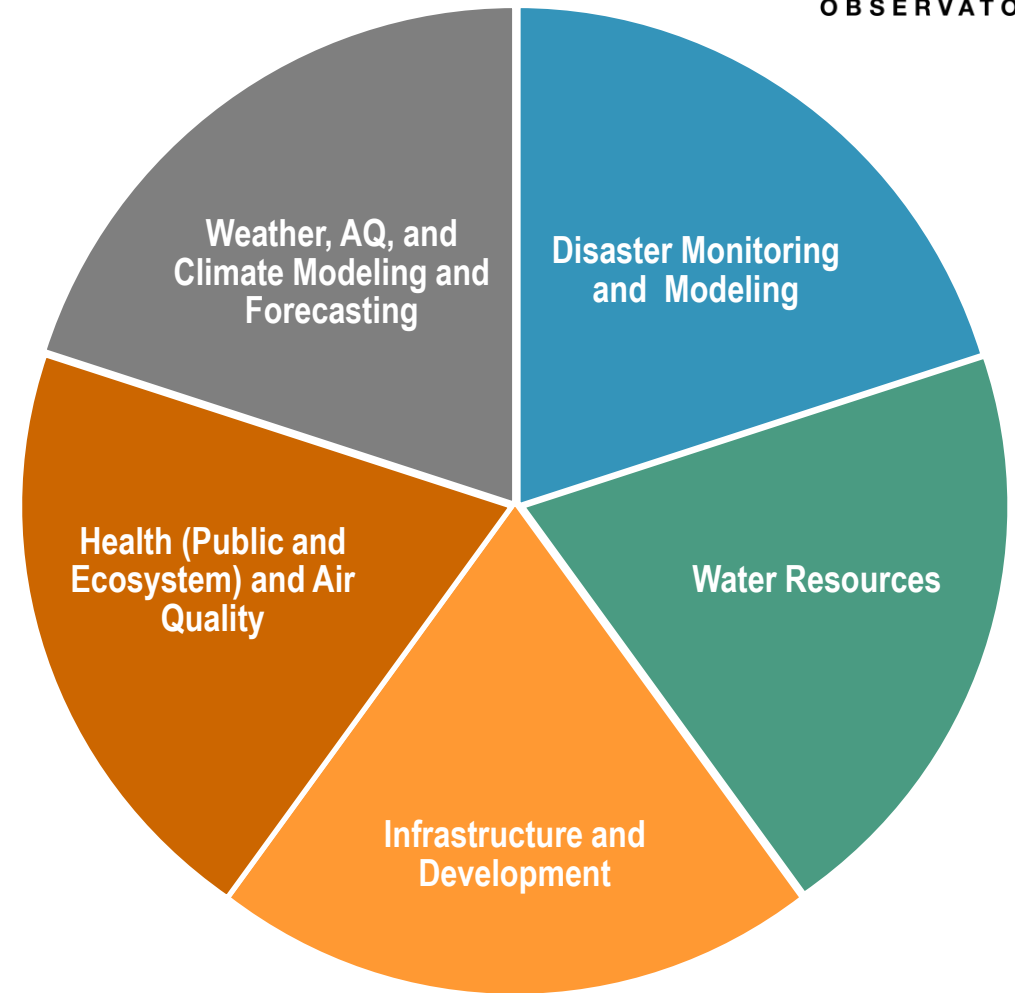 OBSERVATO
Weather, AQ, and
Climate Modeling and
Forecasting
Disaster Monitoring
and Modeling
Health (Public and
Ecosystem) and Air
Quality
Water Resources
Infrastructure and
Development